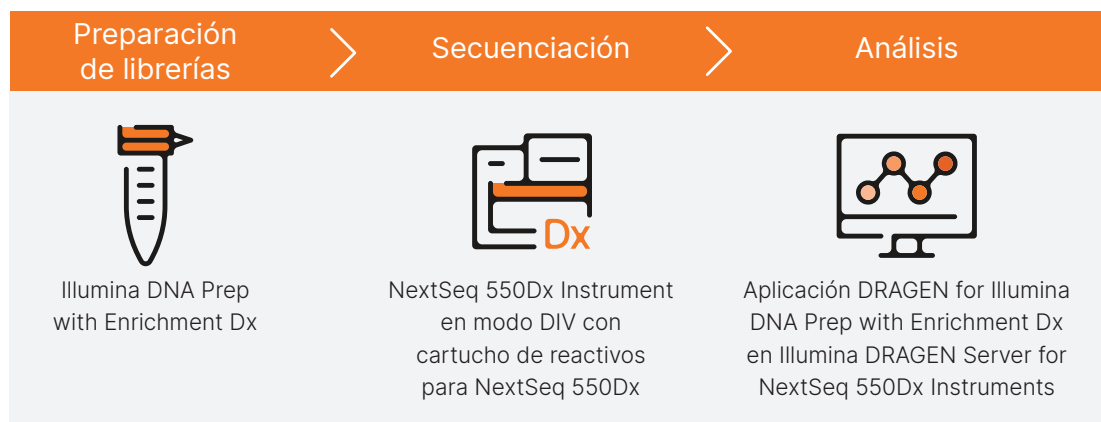 Preparación
de librerías
Secuenciación
Análisis
Dx
Illumina DNA Prep
with Enrichment Dx
NextSeq 550Dx Instrument
en modo DIV con
cartucho de reactivos
para NextSeq 550Dx
Aplicación DRAGEN for Illumina
DNA Prep with Enrichment Dx
en Illumina DRAGEN Server for
NextSeq 550Dx Instruments